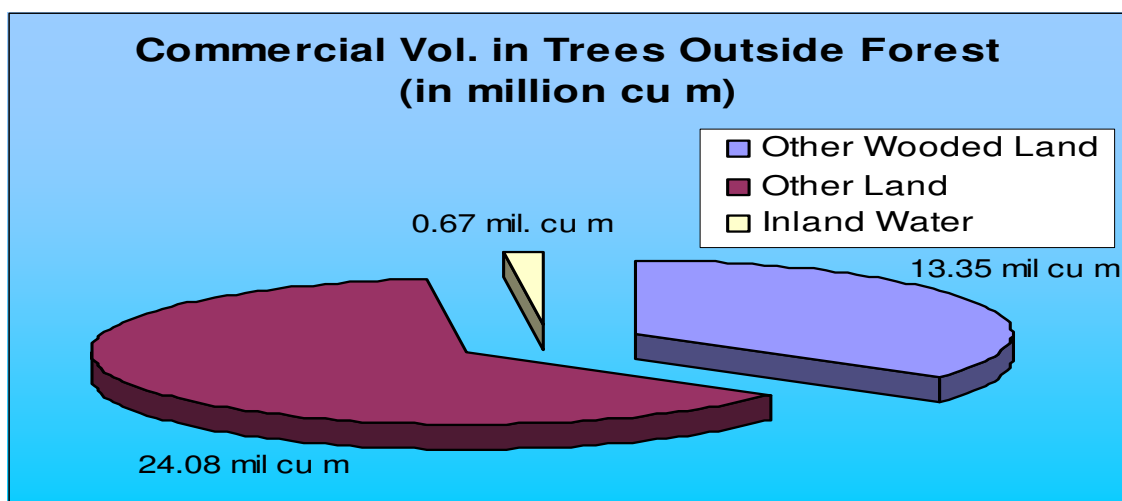 Commercial Vol. in Trees Outside Forest
(in million cu m)
Other Wooded Land
Other Land
Inland Water
0.67 mil. cu m
13.35 mil cu m
24.08 mil cu m